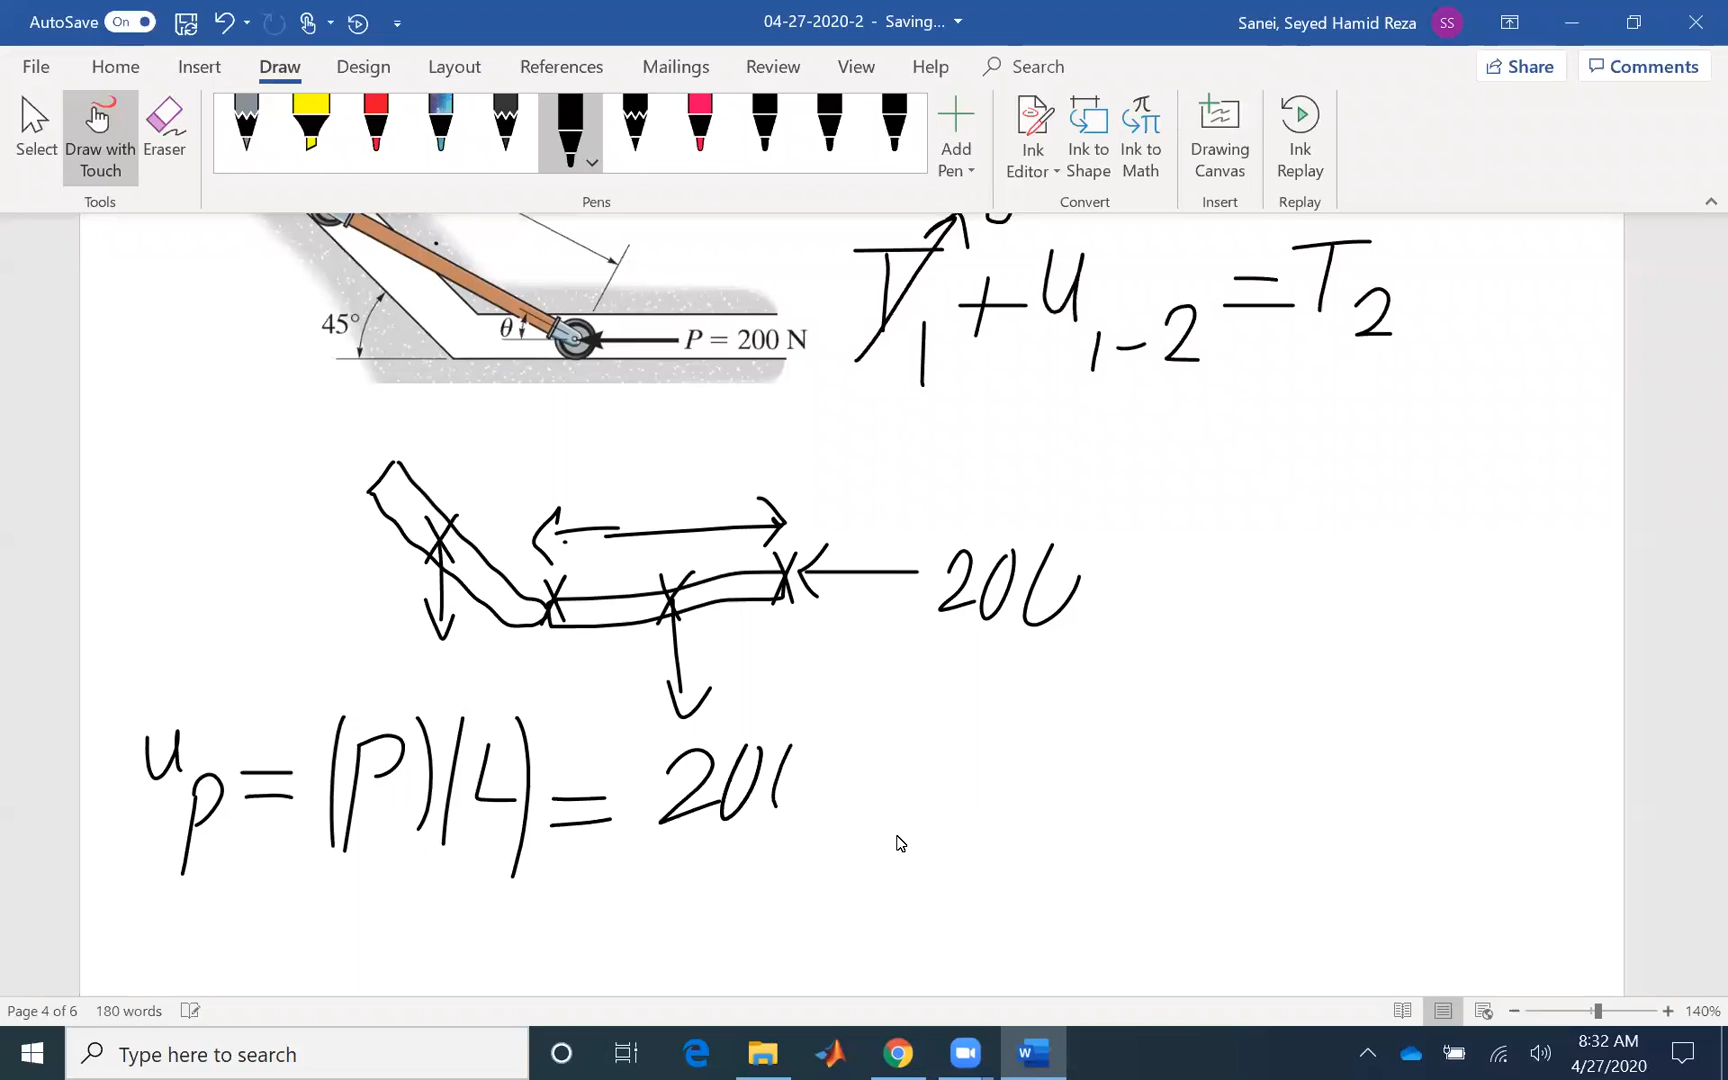 AutoSave On 04-27-2020-2 - Saving... Sanei, Seyed Hamid Reza SS
File Home Insert Draw Design Layout References Mailings Review View Help Search Share Comments
Select Draw with Touch Eraser Add Pen Ink Editor Ink to Shape Ink to Math Drawing Canvas Ink Replay
Tools Pens Convert Insert Replay
45° θ P = 200 N
T1 + U1-2 = T2
200
uP = (P)(L) = 200
Page 4 of 6 180 words 140%
Type here to search 8:32 AM
4/27/2020